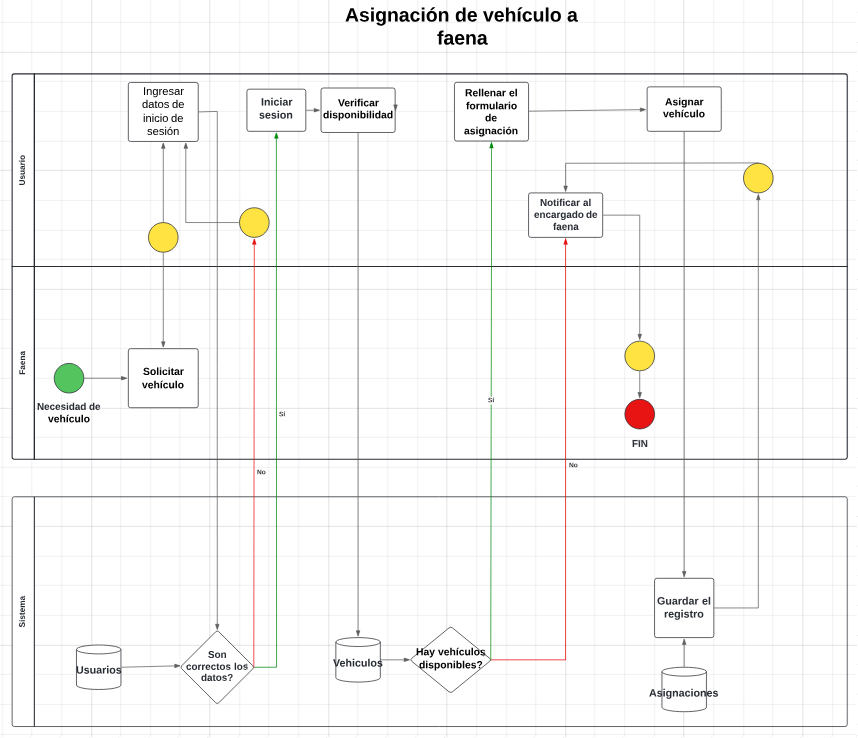 Asignación de vehículo a
faena
Usuario
Ingresar
datos de
inicio de
sesión
Iniciar
sesion
Verificar
disponibilidad
Rellenar el
formulario
de
asignación
Asignar
vehículo
Notificar al
encargado de
faena
Faena
Necesidad de
vehículo
Solicitar
vehículo
Si
Si
No
No
FIN
Sistema
Usuarios
Son
correctos los
datos?
Vehiculos
Hay vehículos
disponibles?
Guardar el
registro
Asignaciones